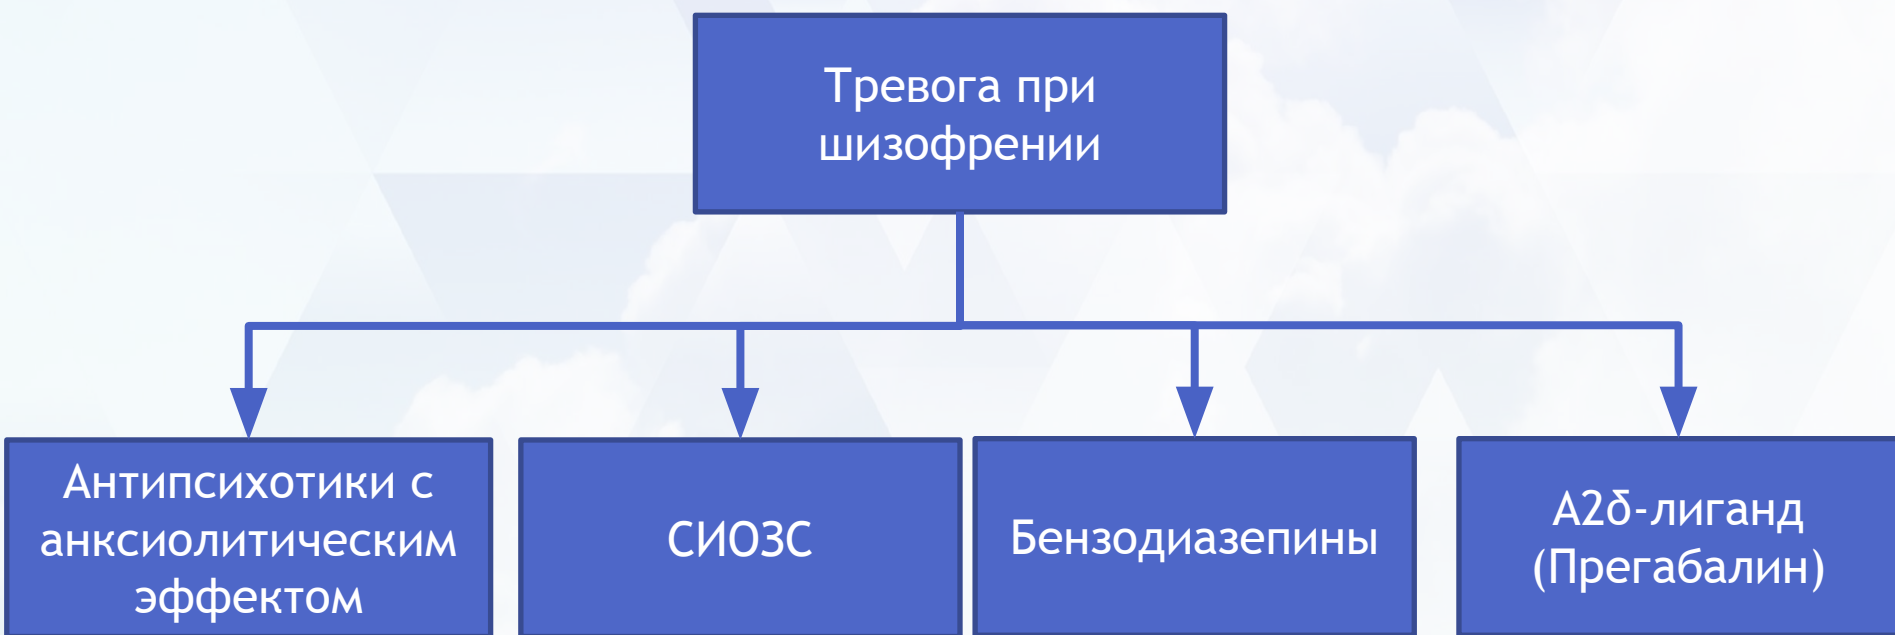 Тревога при
шизофрении
Антипсихотики с
анксиолитическим
эффектом
СИОЗС
Бензодиазепины
А2δ-лиганд
(Прегабалин)